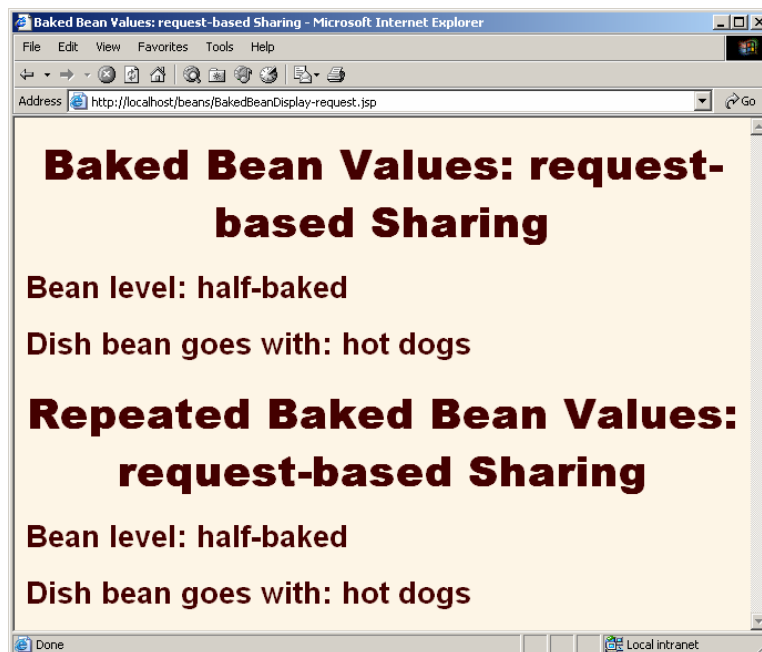 Baked Bean Values: request-based Sharing - Microsoft Internet Explorer
File Edit View Favorites Tools Help
Address http://localhost/beans/BakedBeanDisplay-request.jsp Go
Baked Bean Values: request-
based Sharing
Bean level: half-baked
Dish bean goes with: hot dogs
Repeated Baked Bean Values:
request-based Sharing
Bean level: half-baked
Dish bean goes with: hot dogs
Done Local intranet